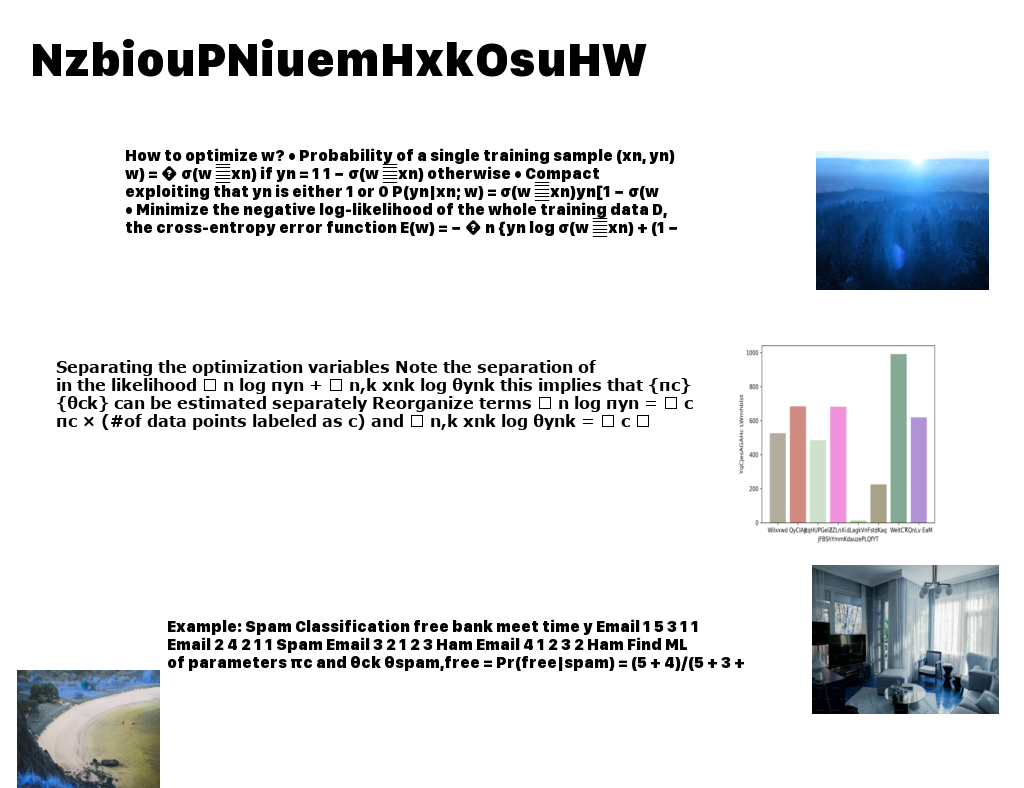 NzbiouPNiuemHxkOsuHW
How to optimize w? • Probability of a single training sample (xn, yn)
w) = � σ(w 𝄛xn) if yn = 1 1 − σ(w 𝄛xn) otherwise • Compact
exploiting that yn is either 1 or 0 P(yn|xn; w) = σ(w 𝄛xn)yn[1 − σ(w
• Minimize the negative log-likelihood of the whole training data D,
the cross-entropy error function E(w) = − � n {yn log σ(w 𝄛xn) + (1 −
Separating the optimization variables Note the separation of
in the likelihood □ n log πyn + □ n,k xnk log θynk this implies that {πc}
{θck} can be estimated separately Reorganize terms □ n log πyn = □ c
πc × (#of data points labeled as c) and □ n,k xnk log θynk = □ c □
1000
800
600
400
200
0
Example: Spam Classification free bank meet time y Email 1 5 3 1 1
Email 2 4 2 1 1 Spam Email 3 2 1 2 3 Ham Email 4 1 2 3 2 Ham Find ML
of parameters πc and θck θspam,free = Pr(free|spam) = (5 + 4)/(5 + 3 +